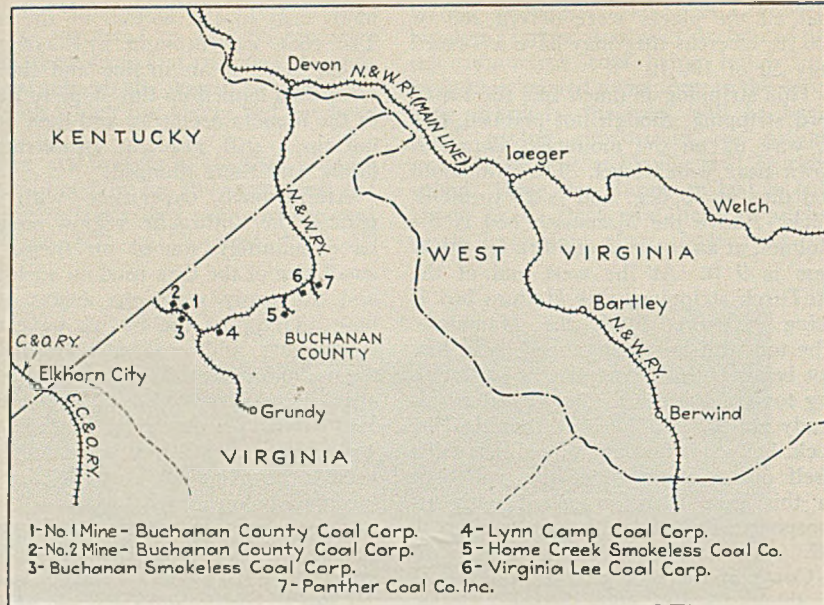 Devon
N.&W.RY.(MAIN LINE)
KENTUCKY
Iaeger
Welch
N.&W.RY.
WEST VIRGINIA
6 7
2 1
5
3 4
Bartley
BUCHANAN
COUNTY
N.&W.RY.
C.&O.RY.
Elkhorn City
Grundy
Berwind
C.C.&O.RY.
VIRGINIA
1-No.1 Mine-Buchanan County Coal Corp.
2-No.2 Mine-Buchanan County Coal Corp.
3-Buchanan Smokeless Coal Corp.
4-Lynn Camp Coal Corp.
5-Home Creek Smokeless Coal Co.
6-Virginia Lee Coal Corp.
7-Panther Coal Co. Inc.